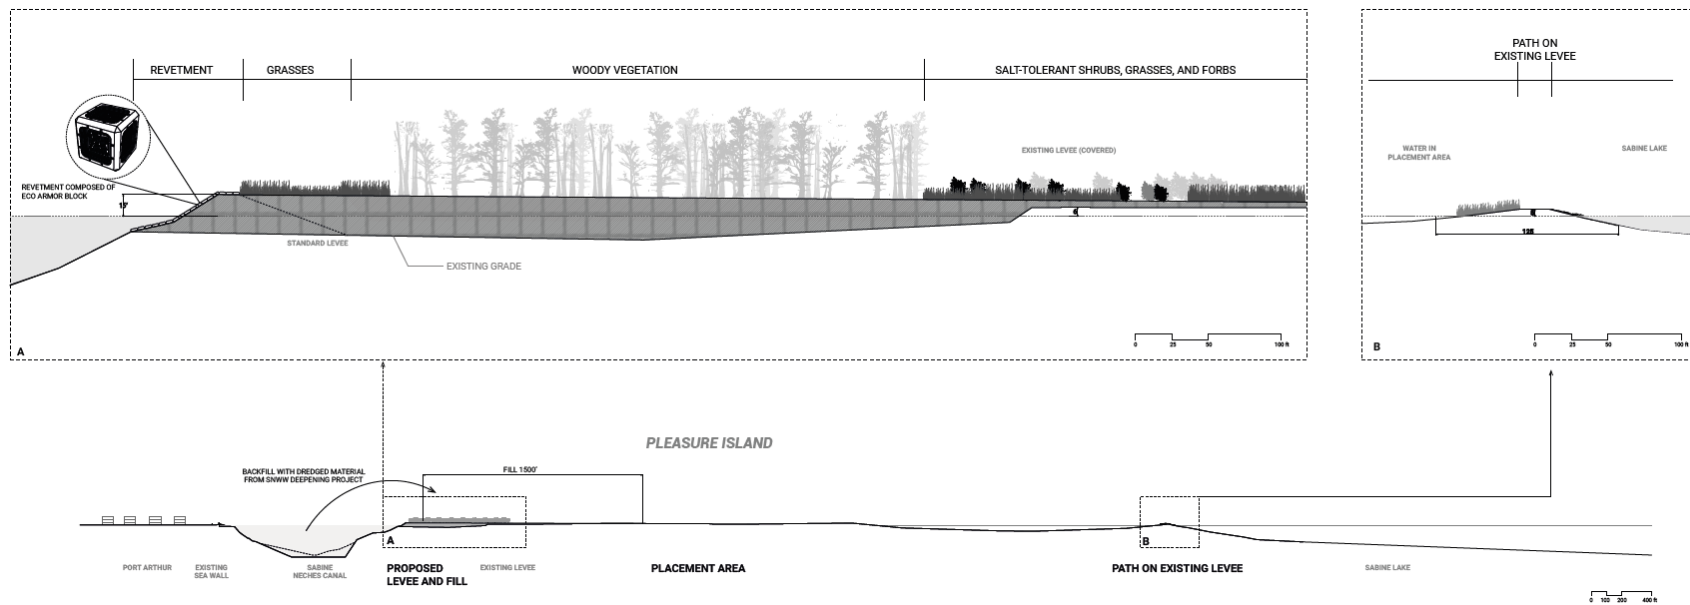 REVETMENT
GRASSES
WOODY VEGETATION
SALT-TOLERANT SHRUBS, GRASSES, AND FORBS
REVETMENT COMPOSED OF
ECO ARMOR BLOCK
EXISTING LEVEE (COVERED)
STANDARD LEVEE
EXISTING GRADE
0 25 50 100 ft
A
PATH ON
EXISTING LEVEE
WATER IN
PLACEMENT AREA
SABINE LAKE
0 25 50 100 ft
B
PLEASURE ISLAND
BACKFILL WITH DREDGED MATERIAL
FROM SNWW DEEPENING PROJECT
FILL 1500'
A
B
PORT ARTHUR
EXISTING
SEA WALL
SABINE
NECHES CANAL
PROPOSED
LEVEE AND FILL
EXISTING LEVEE
PLACEMENT AREA
PATH ON EXISTING LEVEE
SABINE LAKE
0 100 200 400 ft